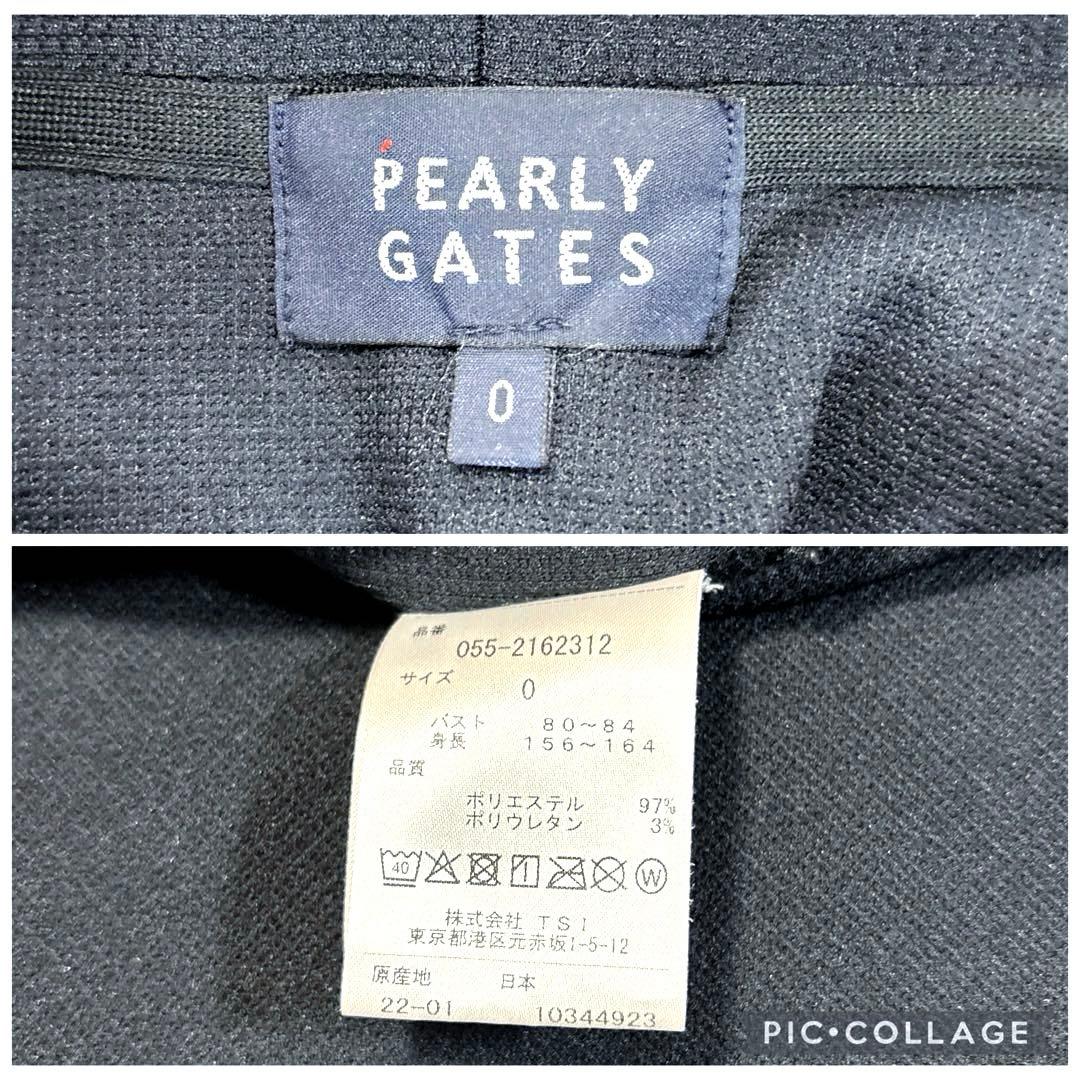 PEARLY
GATES
0
品番
055-2162312
サイズ
0
バスト 80～84
身長 156～164
品質
ポリエステル 97%
ポリウレタン 3%
40
W
株式会社 TSI
東京都港区元赤坂1-5-12
原産地 日本
22-01 10344923
PIC•COLLAGE